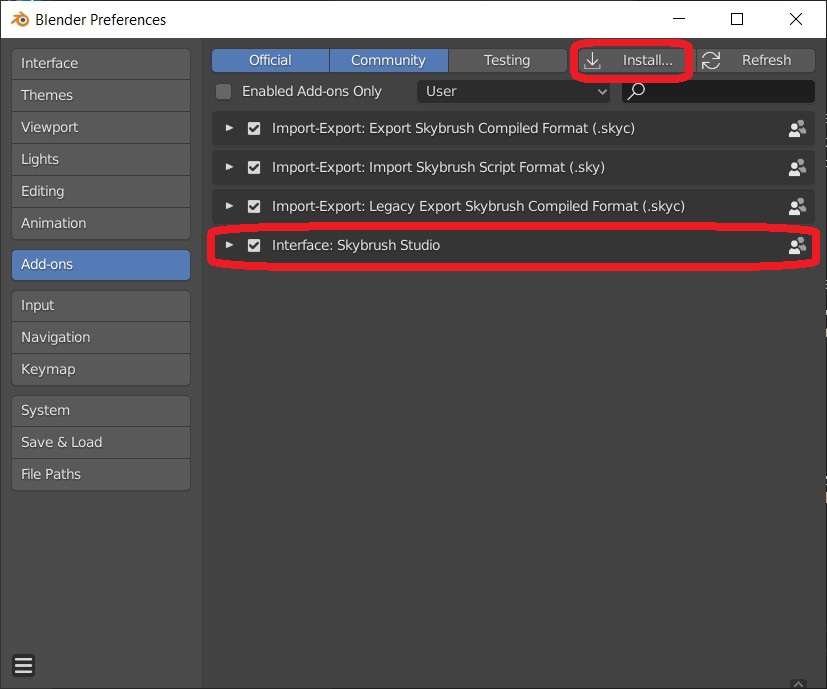 Blender Preferences
Interface
Themes
Viewport
Lights
Editing
Animation
Add-ons
Input
Navigation
Keymap
System
Save & Load
File Paths
Official Community Testing Install... Refresh
Enabled Add-ons Only User
Import-Export: Export Skybrush Compiled Format (.skyc)
Import-Export: Import Skybrush Script Format (.sky)
Import-Export: Legacy Export Skybrush Compiled Format (.skyc)
Interface: Skybrush Studio